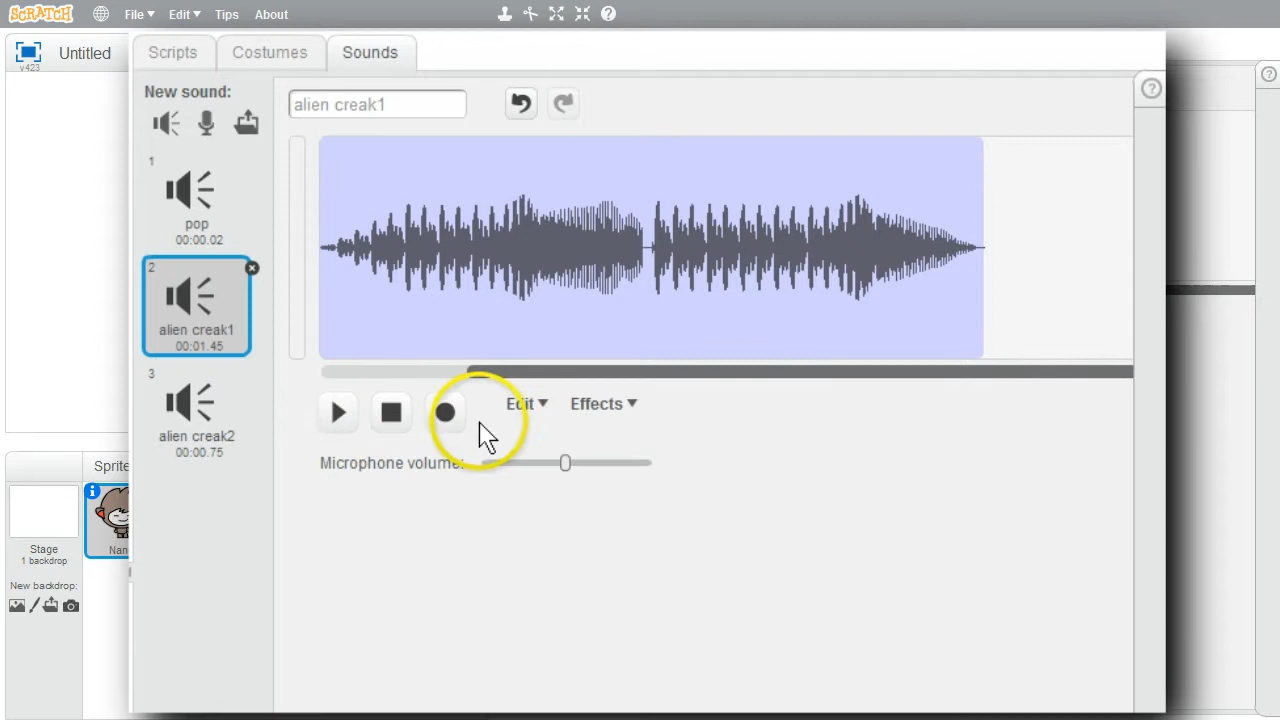 SCRATCH File Edit Tips About
Untitled
v423
Scripts Costumes Sounds
New sound:
alien creak1
1
pop
00:00.02
2
alien creak1
00:01.45
3
alien creak2
00:00.75
Edit Effects
Microphone volume:
Sprite
Stage
1 backdrop
New backdrop:
Nan